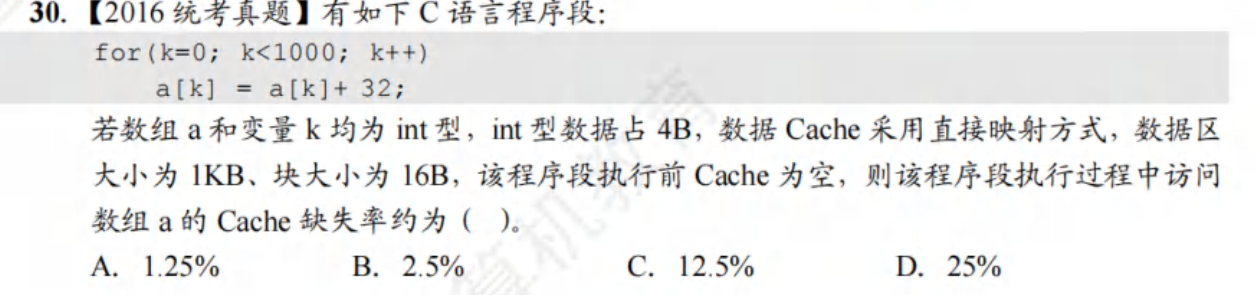 30. 【2016 统考真题】有如下 C 语言程序段:
for(k=0; k<1000; k++)
a[k] = a[k]+ 32;
若数组 a 和变量 k 均为 int 型，int 型数据占 4B，数据 Cache 采用直接映射方式，数据区
大小为 1KB、块大小为 16B，该程序段执行前 Cache 为空，则该程序段执行过程中访问
数组 a 的 Cache 缺失率约为（ ）。
A. 1.25% B. 2.5% C. 12.5% D. 25%
算机教育